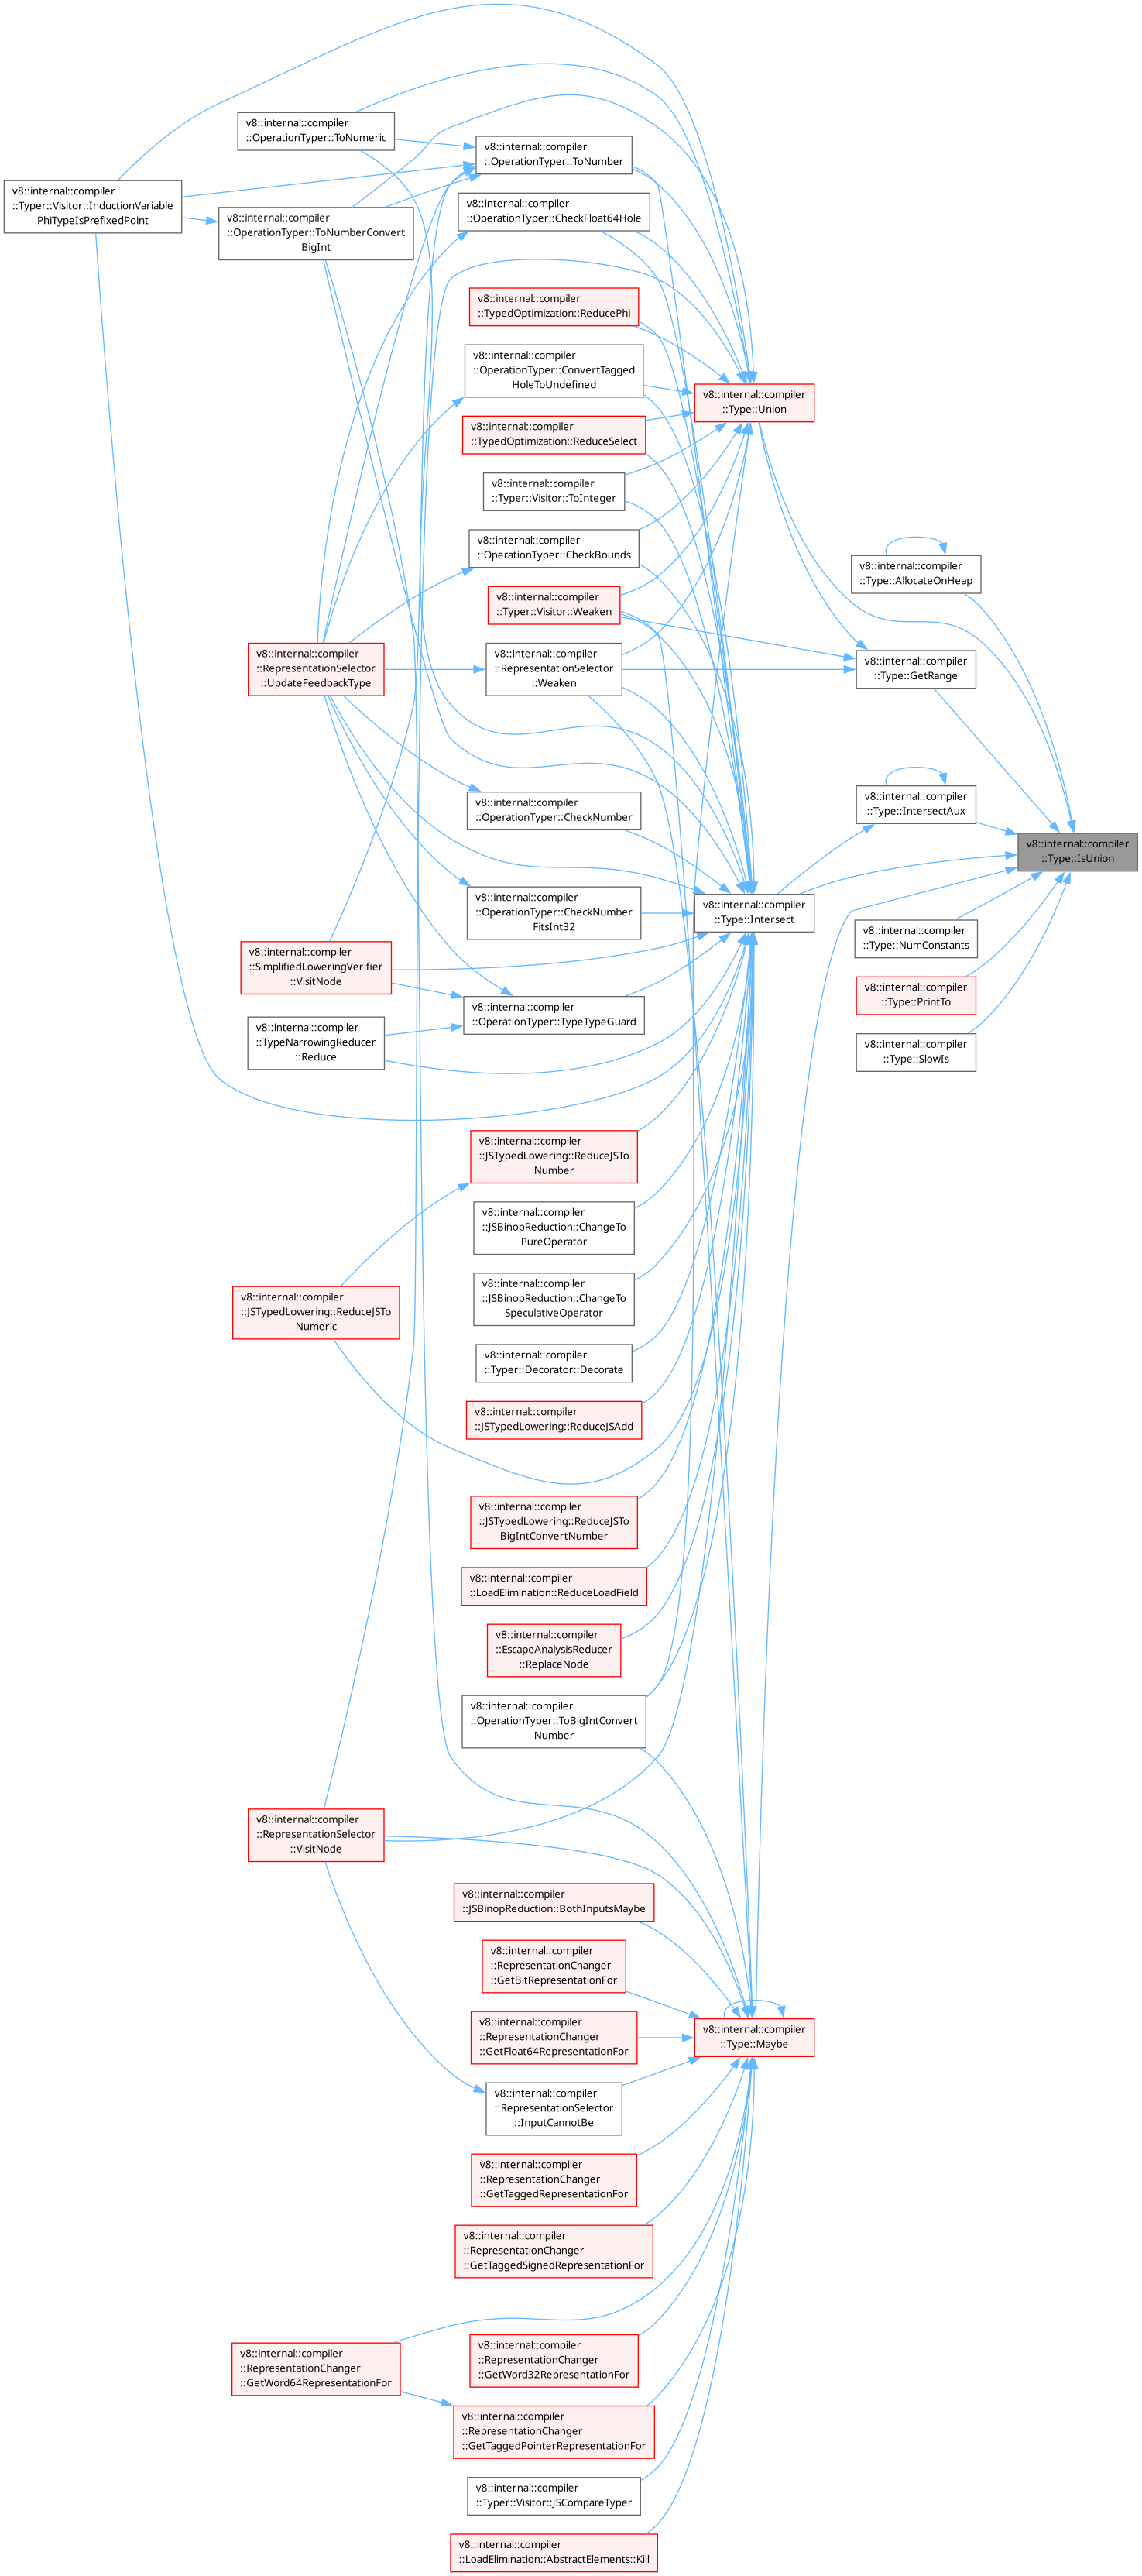 v8::internal::compiler
::OperationTyper::ToNumeric
v8::internal::compiler
::OperationTyper::ToNumber
v8::internal::compiler
::Typer::Visitor::InductionVariable
PhiTypeIsPrefixedPoint
v8::internal::compiler
::OperationTyper::CheckFloat64Hole
v8::internal::compiler
::OperationTyper::ToNumberConvert
BigInt
v8::internal::compiler
::TypedOptimization::ReducePhi
v8::internal::compiler
::OperationTyper::ConvertTagged
HoleToUndefined
v8::internal::compiler
::Type::Union
v8::internal::compiler
::TypedOptimization::ReduceSelect
v8::internal::compiler
::Typer::Visitor::ToInteger
v8::internal::compiler
::OperationTyper::CheckBounds
v8::internal::compiler
::Type::AllocateOnHeap
v8::internal::compiler
::Typer::Visitor::Weaken
v8::internal::compiler
::RepresentationSelector
::UpdateFeedbackType
v8::internal::compiler
::RepresentationSelector
::Weaken
v8::internal::compiler
::Type::GetRange
v8::internal::compiler
::OperationTyper::CheckNumber
v8::internal::compiler
::Type::IntersectAux
v8::internal::compiler
::Type::IsUnion
v8::internal::compiler
::OperationTyper::CheckNumber
FitsInt32
v8::internal::compiler
::Type::Intersect
v8::internal::compiler
::Type::NumConstants
v8::internal::compiler
::SimplifiedLoweringVerifier
::VisitNode
v8::internal::compiler
::Type::PrintTo
v8::internal::compiler
::OperationTyper::TypeTypeGuard
v8::internal::compiler
::TypeNarrowingReducer
::Reduce
v8::internal::compiler
::Type::SlowIs
v8::internal::compiler
::JSTypedLowering::ReduceJSTo
Number
v8::internal::compiler
::JSBinopReduction::ChangeTo
PureOperator
v8::internal::compiler
::JSTypedLowering::ReduceJSTo
Numeric
v8::internal::compiler
::JSBinopReduction::ChangeTo
SpeculativeOperator
v8::internal::compiler
::Typer::Decorator::Decorate
v8::internal::compiler
::JSTypedLowering::ReduceJSAdd
v8::internal::compiler
::JSTypedLowering::ReduceJSTo
BigIntConvertNumber
v8::internal::compiler
::LoadElimination::ReduceLoadField
v8::internal::compiler
::EscapeAnalysisReducer
::ReplaceNode
v8::internal::compiler
::OperationTyper::ToBigIntConvert
Number
v8::internal::compiler
::RepresentationSelector
::VisitNode
v8::internal::compiler
::JSBinopReduction::BothInputsMaybe
v8::internal::compiler
::RepresentationChanger
::GetBitRepresentationFor
v8::internal::compiler
::RepresentationChanger
::GetFloat64RepresentationFor
v8::internal::compiler
::Type::Maybe
v8::internal::compiler
::RepresentationSelector
::InputCannotBe
v8::internal::compiler
::RepresentationChanger
::GetTaggedRepresentationFor
v8::internal::compiler
::RepresentationChanger
::GetTaggedSignedRepresentationFor
v8::internal::compiler
::RepresentationChanger
::GetWord64RepresentationFor
v8::internal::compiler
::RepresentationChanger
::GetWord32RepresentationFor
v8::internal::compiler
::RepresentationChanger
::GetTaggedPointerRepresentationFor
v8::internal::compiler
::Typer::Visitor::JSCompareTyper
v8::internal::compiler
::LoadElimination::AbstractElements::Kill